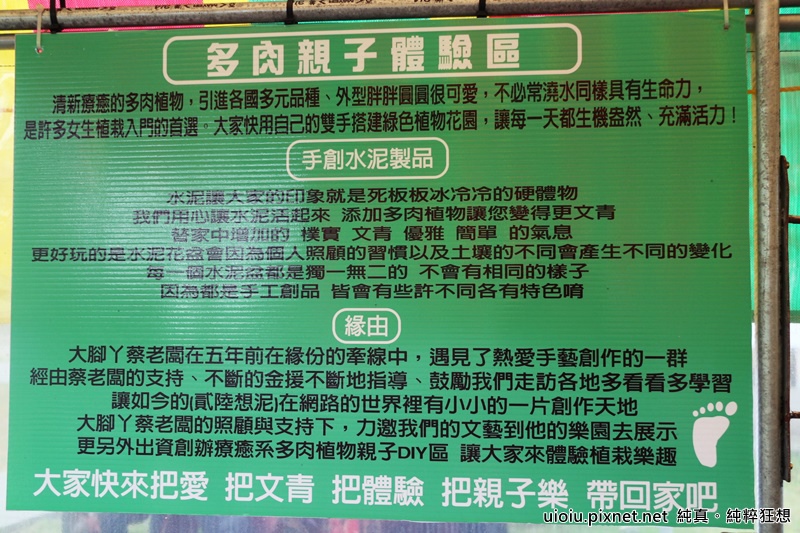 多肉親子體驗區
清新療癒的多肉植物，引進各國多元品種、外型胖胖圓圓很可愛，不必常澆水同樣具有生命力，
是許多女生植栽入門的首選。大家快用自己的雙手搭建綠色植物花園，讓每一天都生機盎然、充滿活力！
手創水泥製品
水泥讓大家的印象就是死板板冰冷冷的硬體物
我們用心讓水泥活起來 添加多肉植物讓您變得更文青
替家中增加的 樸實 文青 優雅 簡單 的氣息
更好玩的是水泥花盆會因為個人照顧的習慣以及土壤的不同會產生不同的變化
每一個水泥盆都是獨一無二的 不會有相同的樣子
因為都是手工創品 皆會有些許不同各有特色唷
緣由
大腳丫蔡老闆在五年前在緣份的牽線中，遇見了熱愛手藝創作的一群
經由蔡老闆的支持、不斷的金援不斷地指導、鼓勵我們走訪各地多看看多學習
讓如今的(貳陸想泥)在網路的世界裡有小小的一片創作天地
大腳丫蔡老闆的照顧與支持下，力邀我們的文藝到他的樂園去展示
更另外出資創辦療癒系多肉植物親子DIY區 讓大家來體驗植栽樂趣
大家快來把愛 把文青 把體驗 把親子樂 帶回家吧
uioiu.pixnet.net 純真。純粹狂想